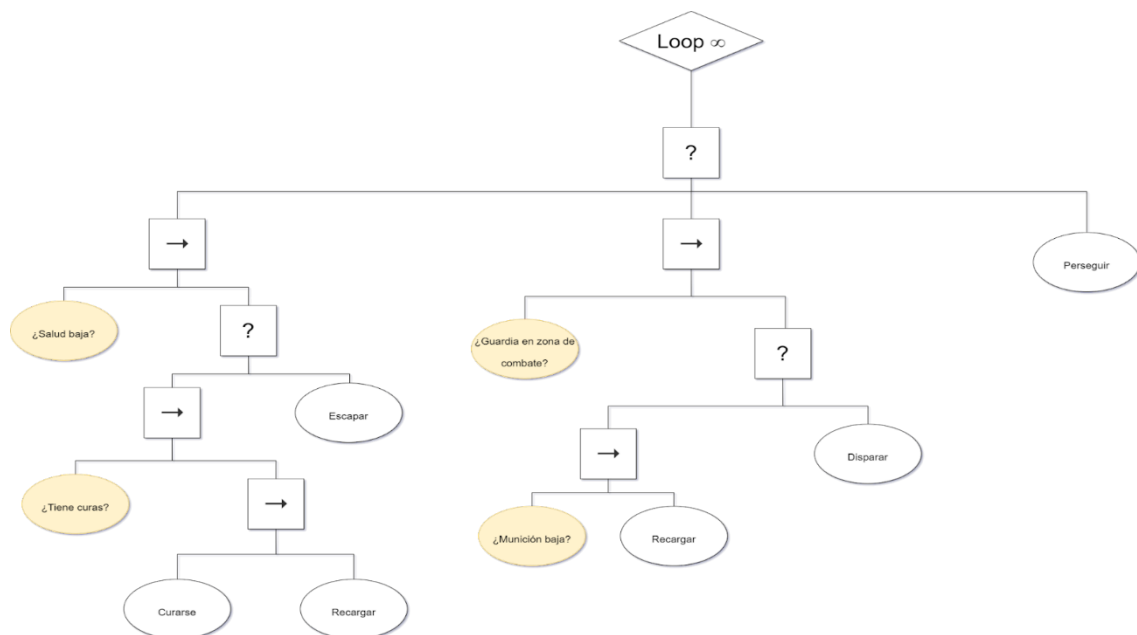 Loop ∞
?
→
→
Perseguir
¿Salud baja?
?
¿Guardia en zona de
combate?
?
→
Escapar
→
Disparar
¿Tiene curas?
→
¿Munición baja?
Recargar
Curarse
Recargar